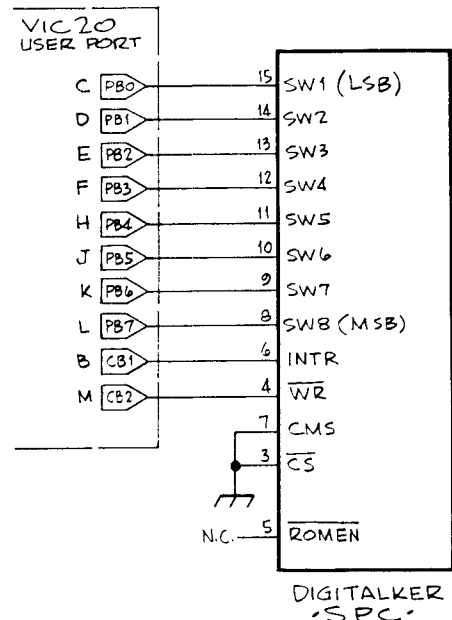 VIC 20
USER PORT
C PB0 15 SW1 (LSB)
D PB1 14 SW2
E PB2 13 SW3
F PB3 12 SW4
H PB4 11 SW5
J PB5 10 SW6
K PB6 9 SW7
L PB7 8 SW8 (MSB)
B CB1 6 INTR
M CB2 4 WR
7 CMS
3 CS
N.C. 5 ROMEN
DIGITALKER
·SPC·